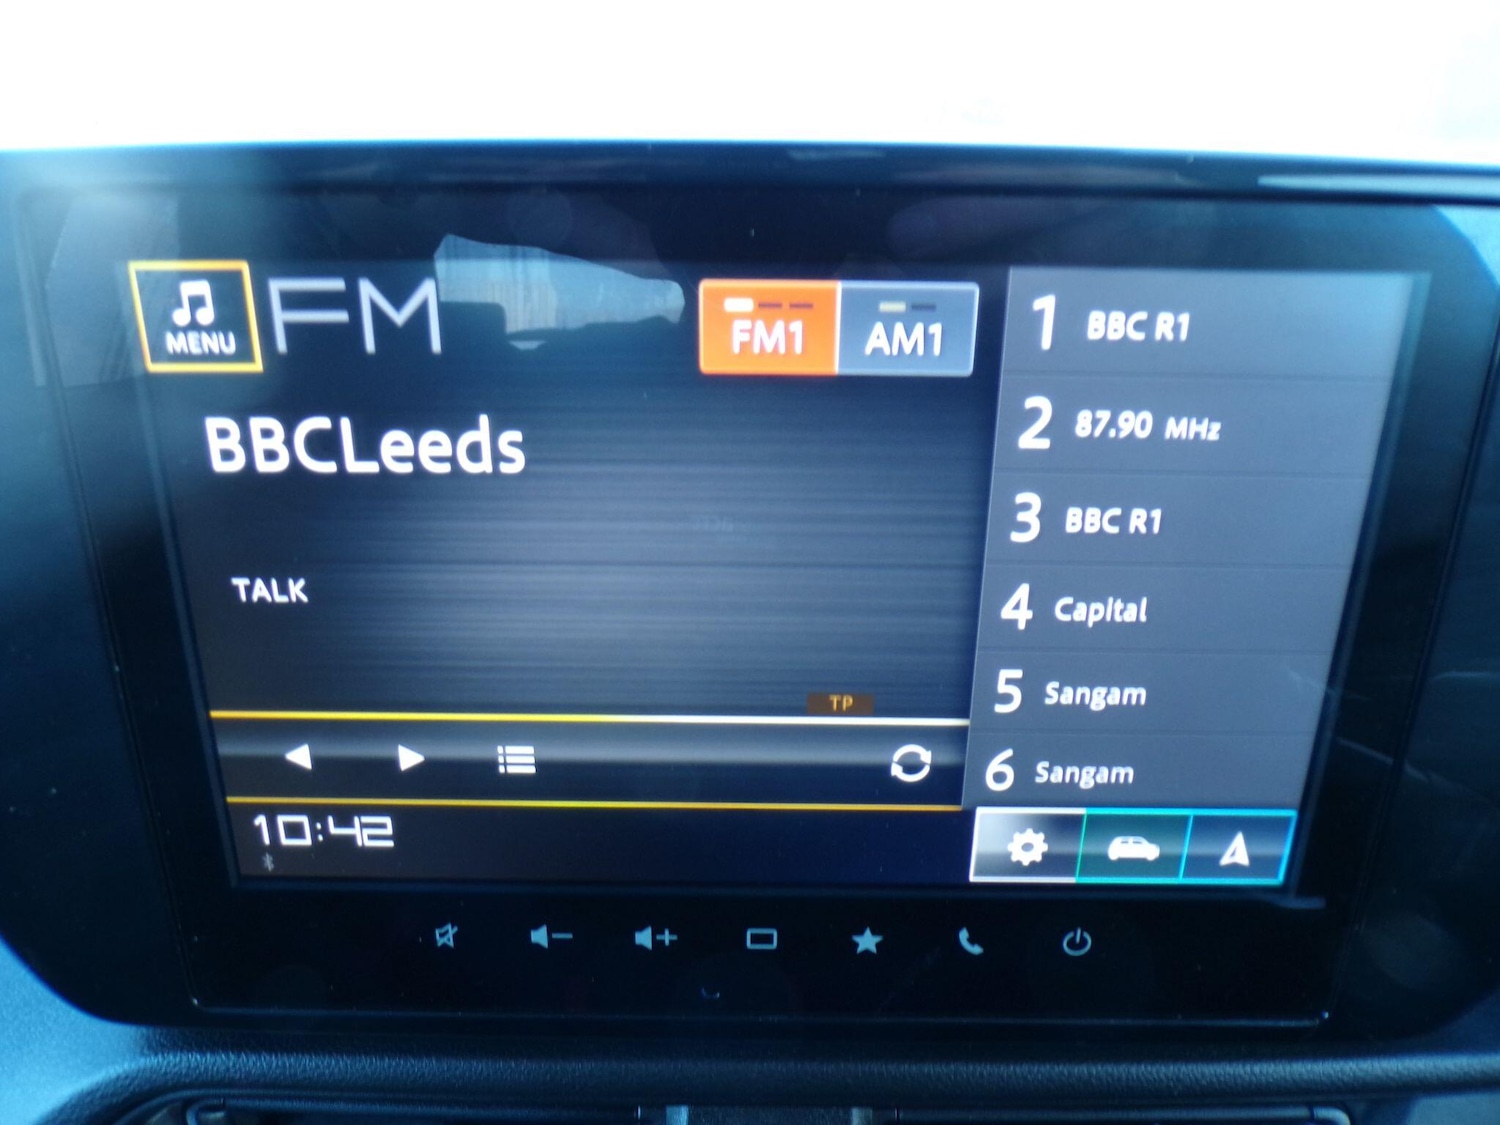 MENU
FM
FM1
AM1
BBCLeeds
TALK
TP
10:42
1 BBC R1
2 87.90 MHz
3 BBC R1
4 Capital
5 Sangam
6 Sangam